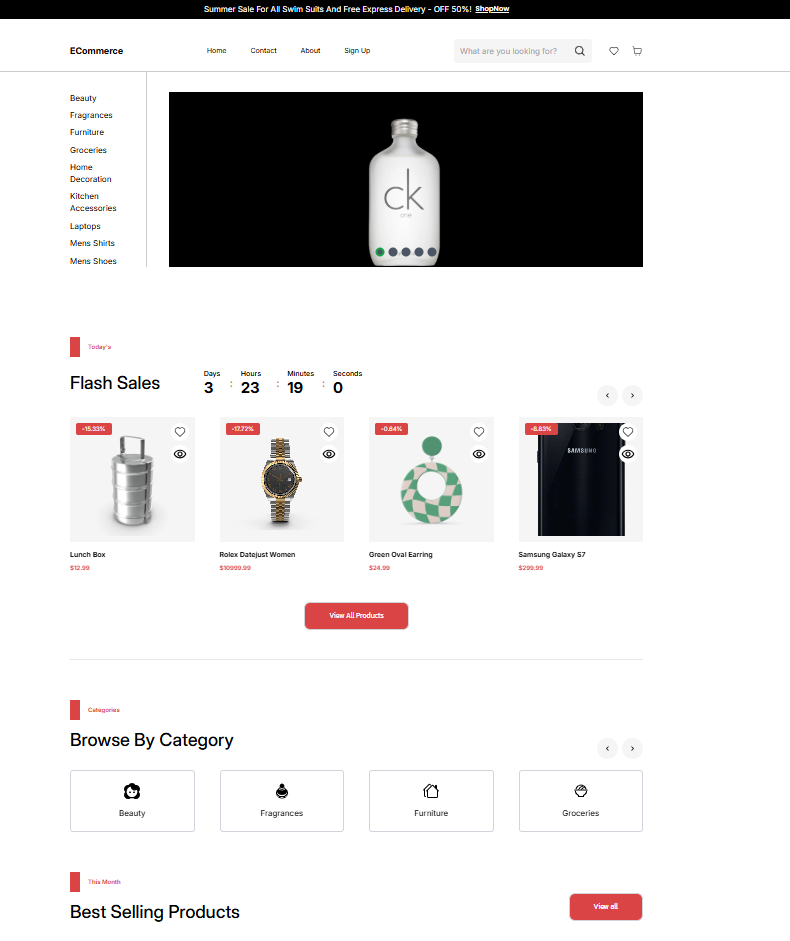 Summer Sale For All Swim Suits And Free Express Delivery - OFF 50%! ShopNow
ECommerce
Home
Contact
About
Sign Up
What are you looking for?
Beauty
Fragrances
Furniture
Groceries
Home
Decoration
Kitchen
Accessories
Laptops
Mens Shirts
Mens Shoes
ck
one
Today's
Flash Sales
Days
3
:
Hours
23
:
Minutes
19
:
Seconds
0
-15.33%
-17.72%
-0.64%
-8.83%
SAMSUNG
Lunch Box
$12.99
Rolex Datejust Women
$10999.99
Green Oval Earring
$24.99
Samsung Galaxy S7
$299.99
View All Products
Categories
Browse By Category
Beauty
Fragrances
Furniture
Groceries
This Month
Best Selling Products
View all